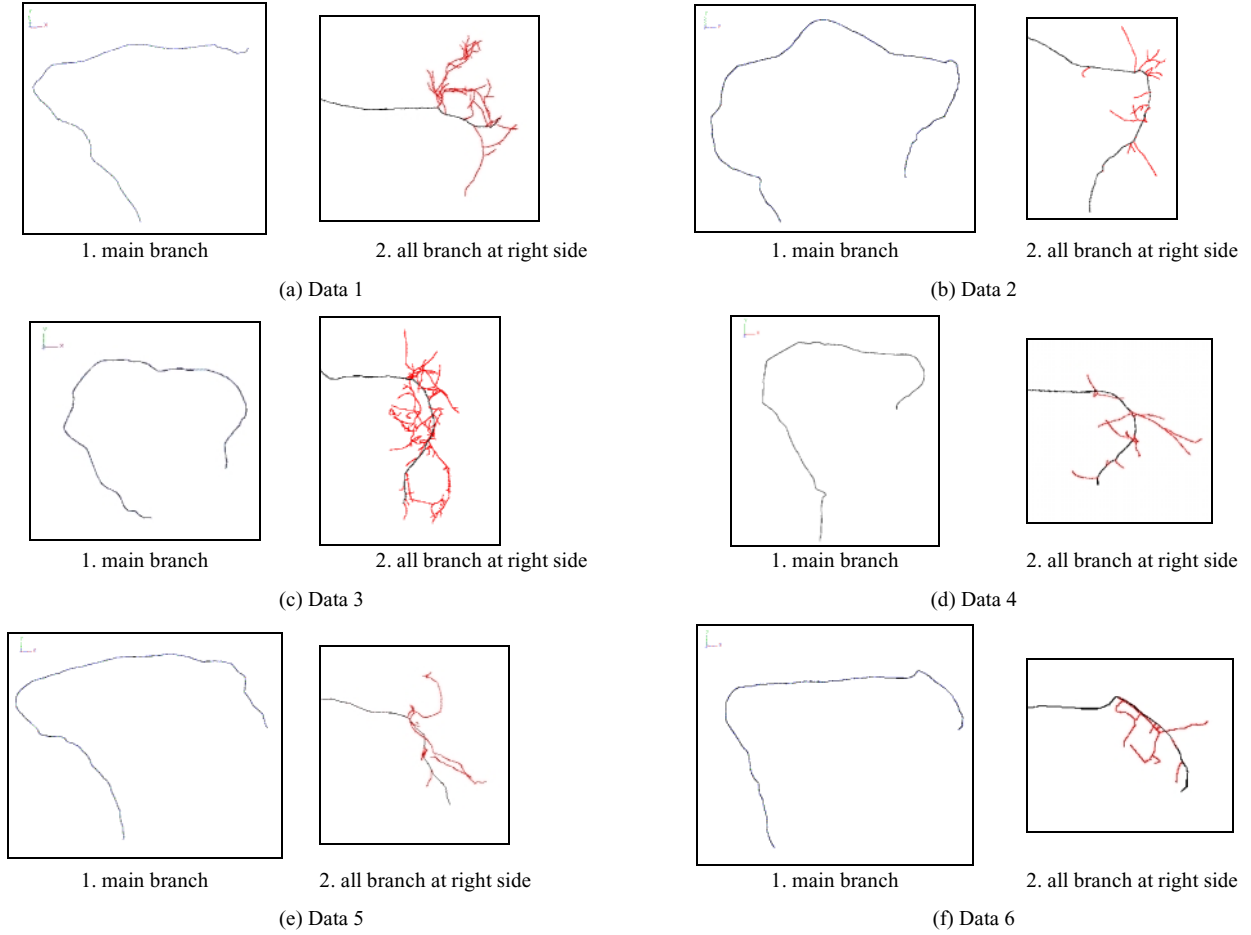 1. main branch
2. all branch at right side
(a) Data 1
1. main branch
2. all branch at right side
(b) Data 2
1. main branch
2. all branch at right side
(c) Data 3
1. main branch
2. all branch at right side
(d) Data 4
1. main branch
2. all branch at right side
(e) Data 5
1. main branch
2. all branch at right side
(f) Data 6